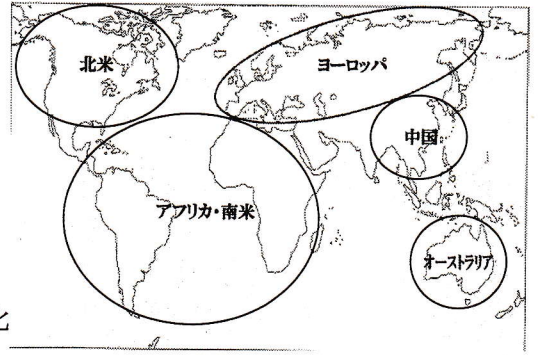 北米
ヨーロッパ
中国
アフリカ・南米
オーストラリア